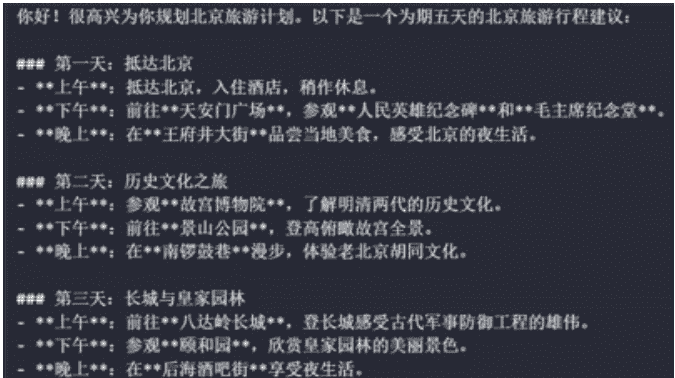 你好！很高兴为你规划北京旅游计划。以下是一个为期五天的北京旅游行程建议：
### 第一天：抵达北京
- **上午**：抵达北京，入住酒店，稍作休息。
- **下午**：前往**天安门广场**，参观**人民英雄纪念碑**和**毛主席纪念堂**。
- **晚上**：在**王府井大街**品尝当地美食，感受北京的夜生活。
### 第二天：历史文化之旅
- **上午**：参观**故宫博物院**，了解明清两代的历史文化。
- **下午**：前往**景山公园**，登高俯瞰故宫全景。
- **晚上**：在**南锣鼓巷**漫步，体验老北京胡同文化。
### 第三天：长城与皇家园林
- **上午**：前往**八达岭长城**，登长城感受古代军事防御工程的雄伟。
- **下午**：参观**颐和园**，欣赏皇家园林的美丽景色。
- **晚上**：在**后海酒吧街**享受夜生活。